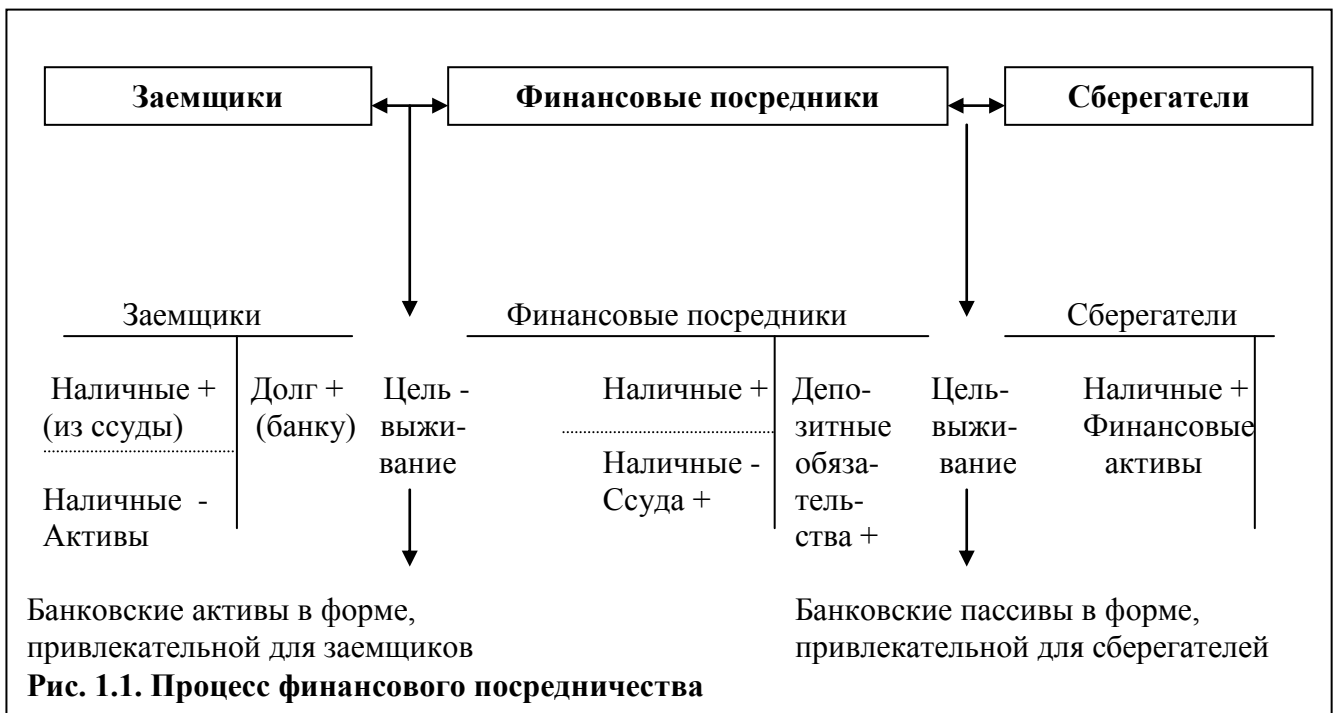 Заемщики
Финансовые посредники
Сберегатели
Заемщики
Наличные +
(из ссуды)
Наличные -
Активы
Долг +
(банку)
Цель -
выжи-
вание
Финансовые посредники
Наличные +
Наличные -
Ссуда +
Депо-
зитные
обяза-
тель-
ства +
Цель-
выжи-
вание
Сберегатели
Наличные +
Финансовые
активы
Банковские активы в форме,
привлекательной для заемщиков
Банковские пассивы в форме,
привлекательной для сберегателей
Рис. 1.1. Процесс финансового посредничества